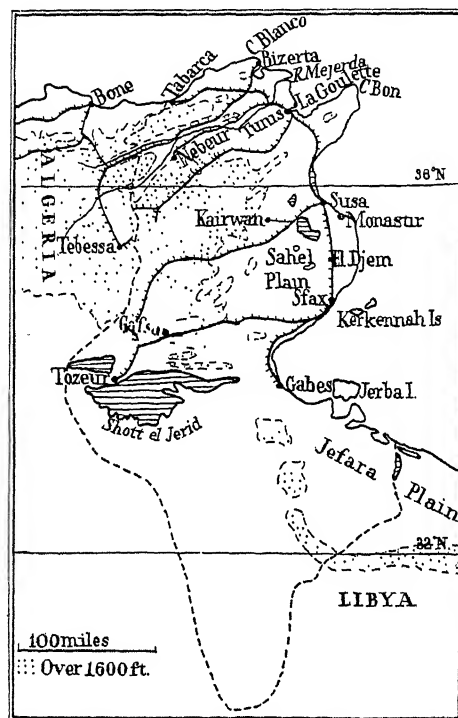 C Blanco
Bizerta
R Mejerda
Tabarca
La Goulette
C Bon
Bone
Tunis
Nebeur
36°N
ALGERIA
Susa
Kairwan
Monastir
Tebessa
Sahel
Plain
El Djem
Sfax
Gafsa
Kerkennah Is
Tozeur
Gabes
Jerba I.
Shott el Jerid
Jefara
Plain
32°N
LIBYA
100 miles
Over 1600 ft.